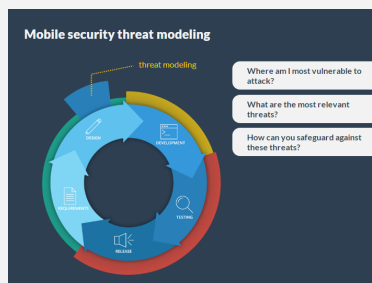 Mobile security threat modeling
threat modeling
Where am I most vulnerable to
attack?
What are the most relevant
threats?
How can you safeguard against
these threats?
DESIGN
DEVELOPMENT
TESTING
RELEASE
REQUIREMENTS